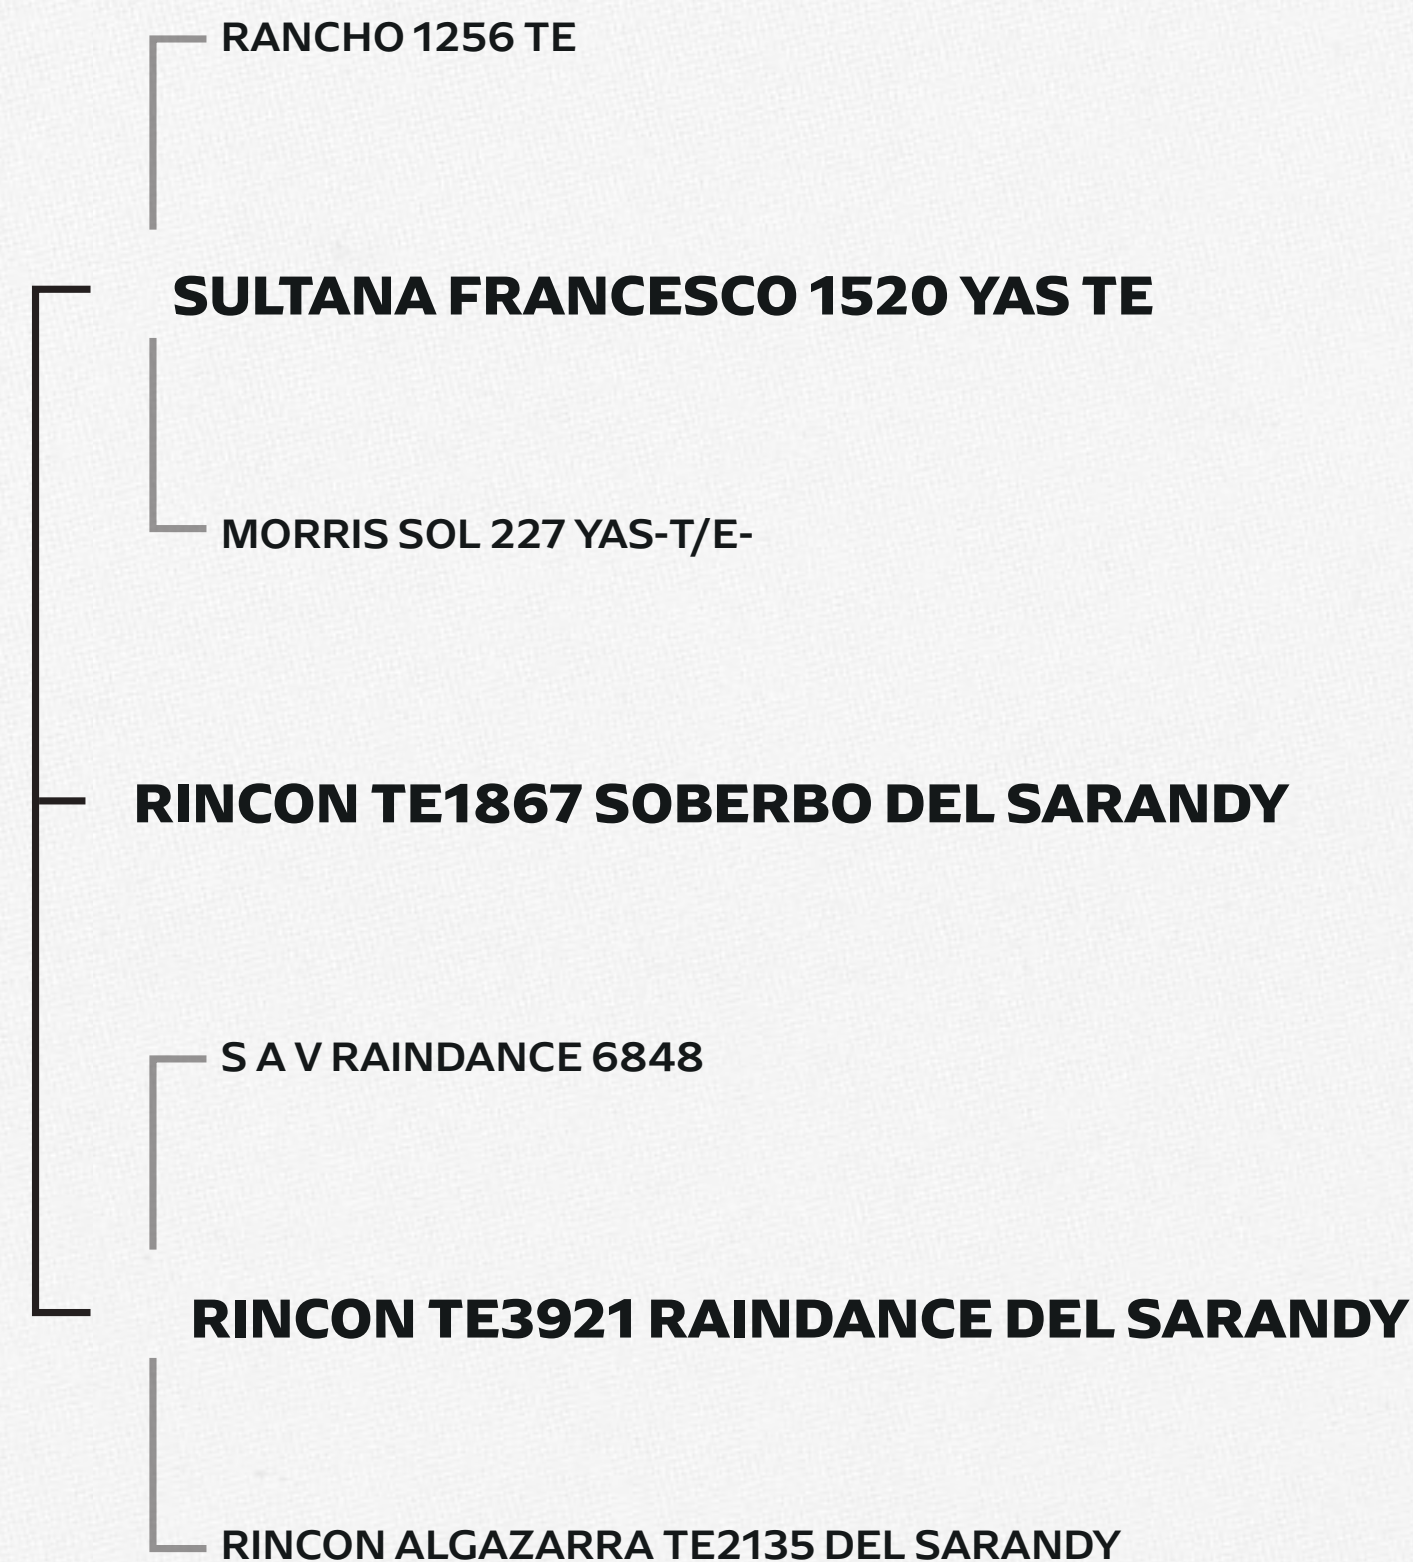 RANCHO 1256 TE
SULTANA FRANCESCO 1520 YAS TE
MORRIS SOL 227 YAS-T/E-
RINCON TE1867 SOBERBO DEL SARANDY
S A V RAINDANCE 6848
RINCON TE3921 RAINDANCE DEL SARANDY
RINCON ALGAZARRA TE2135 DEL SARANDY